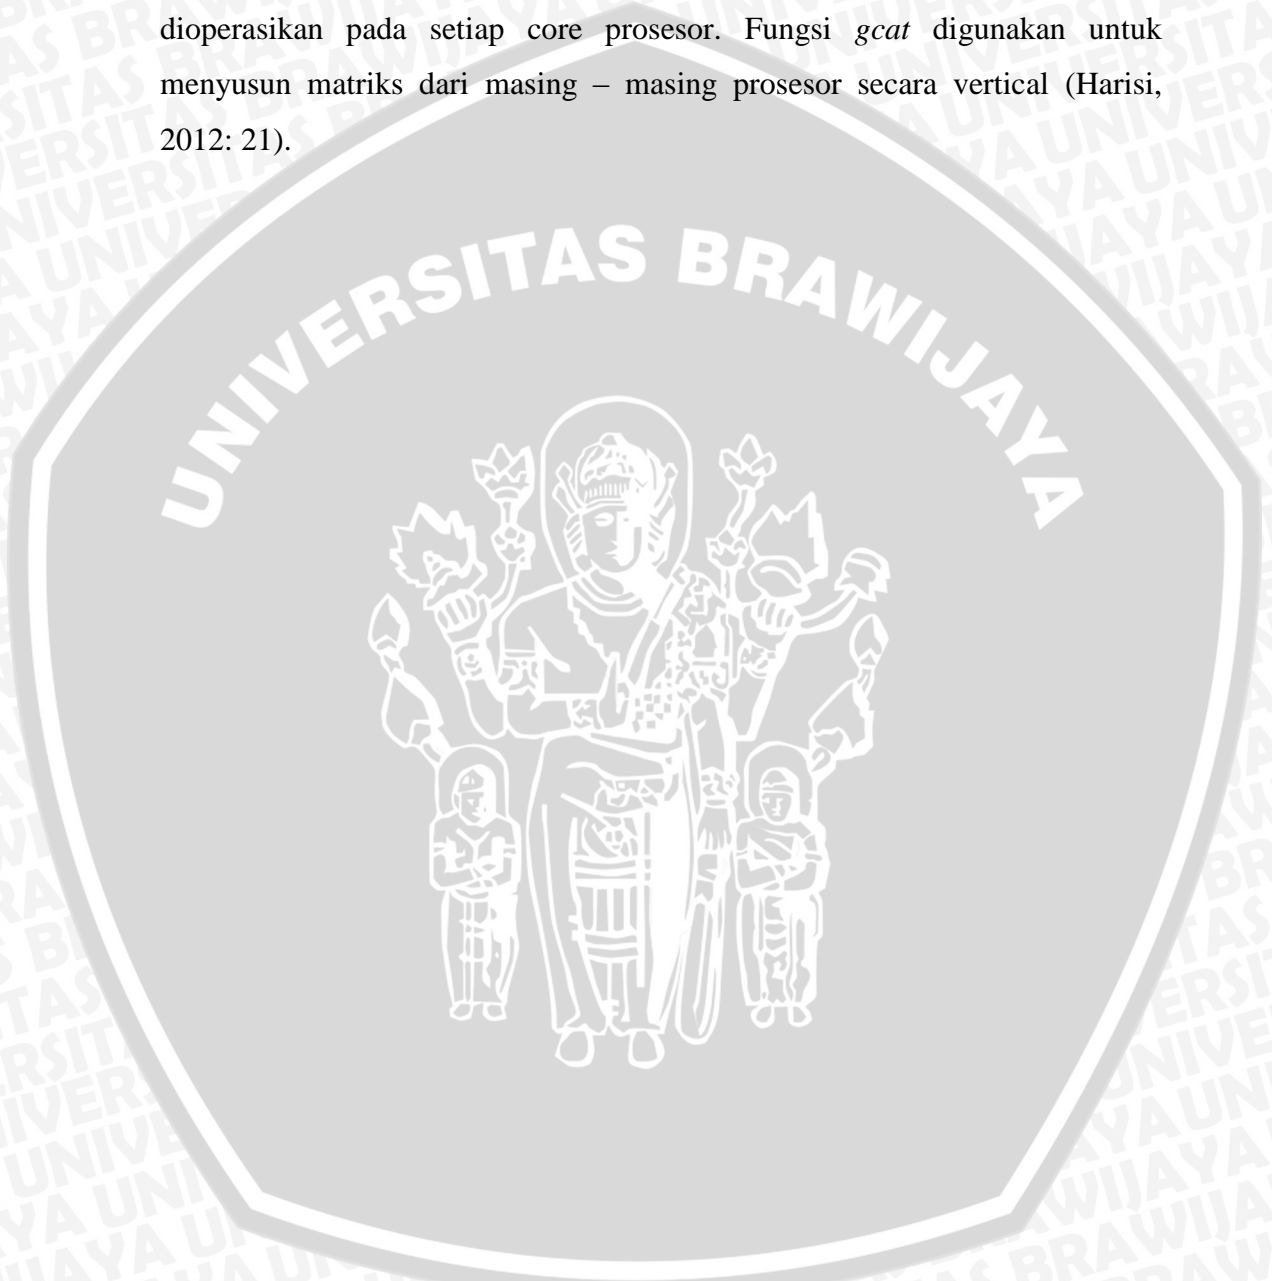 dioperasikan pada setiap core prosesor. Fungsi gcat digunakan untuk
menyusun matriks dari masing – masing prosesor secara vertical (Harisi,
2012: 21).
UNIVERSITAS BRAWIJAYA